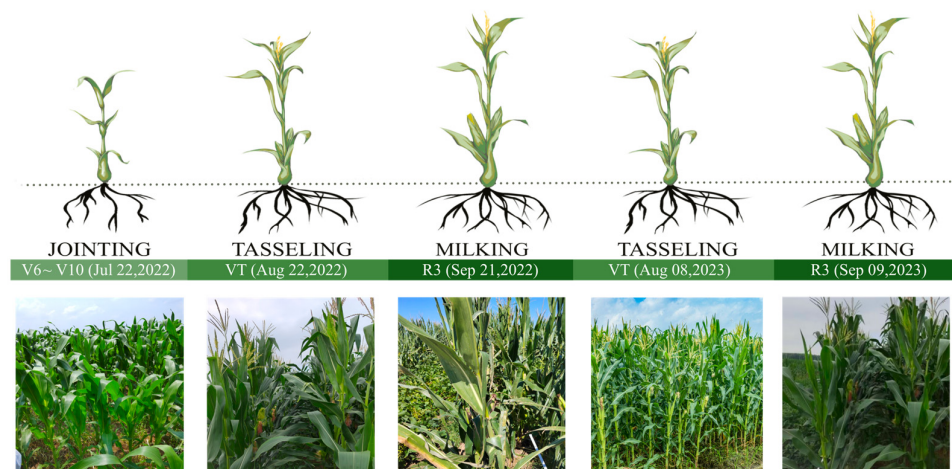 JOINTING
TASSELING
MILKING
TASSELING
MILKING
V6~ V10 (Jul 22,2022)
VT (Aug 22,2022)
R3 (Sep 21,2022)
VT (Aug 08,2023)
R3 (Sep 09,2023)